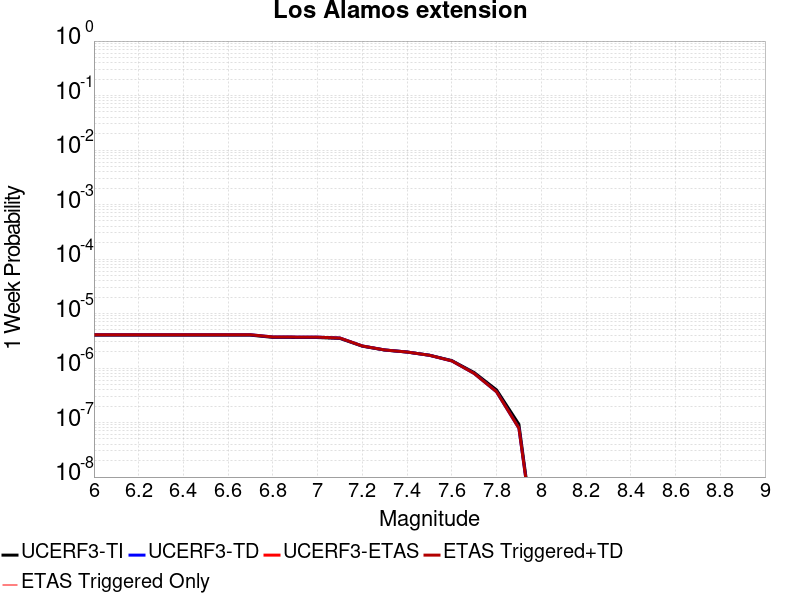 Los Alamos extension
1 Week Probability
10^0
10^-1
10^-2
10^-3
10^-4
10^-5
10^-6
10^-7
10^-8
6 6.2 6.4 6.6 6.8 7 7.2 7.4 7.6 7.8 8 8.2 8.4 8.6 8.8 9
Magnitude
UCERF3-TI UCERF3-TD UCERF3-ETAS ETAS Triggered+TD
ETAS Triggered Only